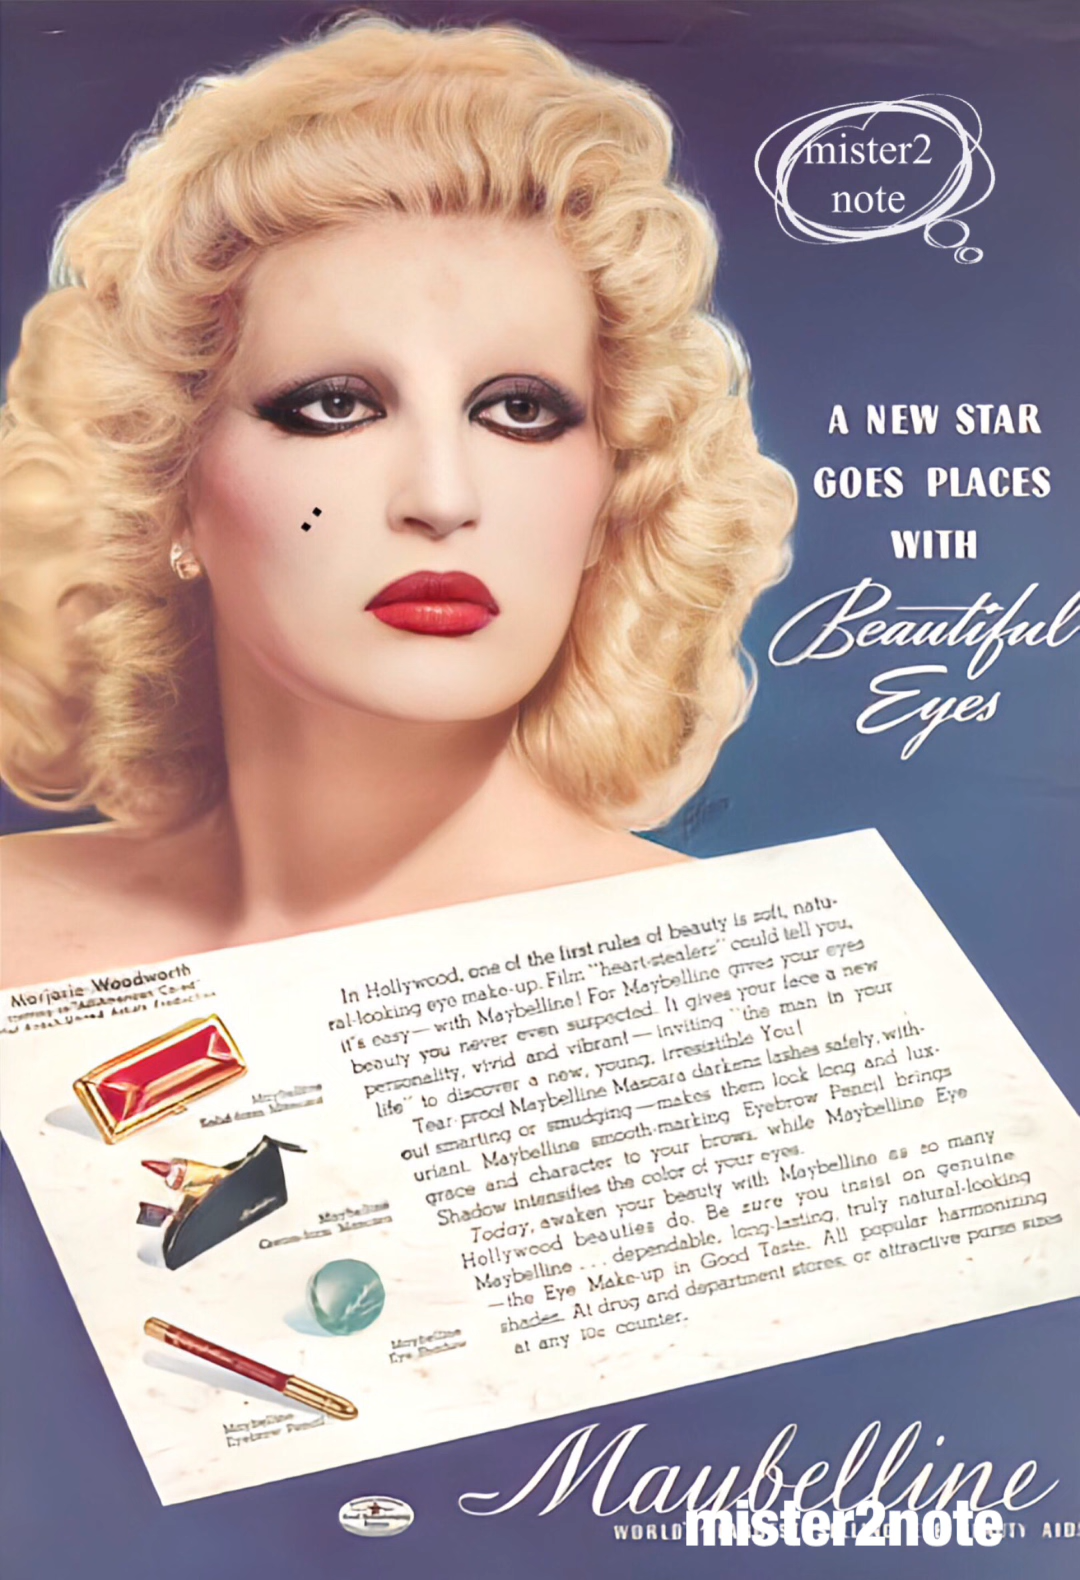 mister2
note
A NEW STAR
GOES PLACES
WITH
Beautiful
Eyes
Marjorie Woodworth
In Hollywood, one of the first rules of beauty is soft, natu-
ral-looking eye make-up. Film "heart-stealers" could tell you,
it's easy—with Maybelline! For Maybelline gives your eyes
beauty you never even suspected. It gives your face a new
personality, vivid and vibrant—inviting "the man in your
life" to discover a new, young, irresistible You!
Tear-proof Maybelline Mascara darkens lashes safely, with-
out smarting or smudging—makes them look long and lux-
uriant. Maybelline smooth-marking Eyebrow Pencil brings
grace and character to your brows, while Maybelline Eye
Shadow intensifies the color of your eyes.
Today, awaken your beauty with Maybelline as so many
Hollywood beauties do. Be sure you insist on genuine
Maybelline ... dependable, long-lasting, truly natural-looking
—the Eye Make-up in Good Taste. All popular harmonizing
shades. At drug and department stores, or attractive purse sizes
at any 10c counter.
Maybelline
Maybelline
Maybelline
Eye Shadow
Maybelline
Eyebrow Pencil
Maybelline
WORLD'S
mister2note